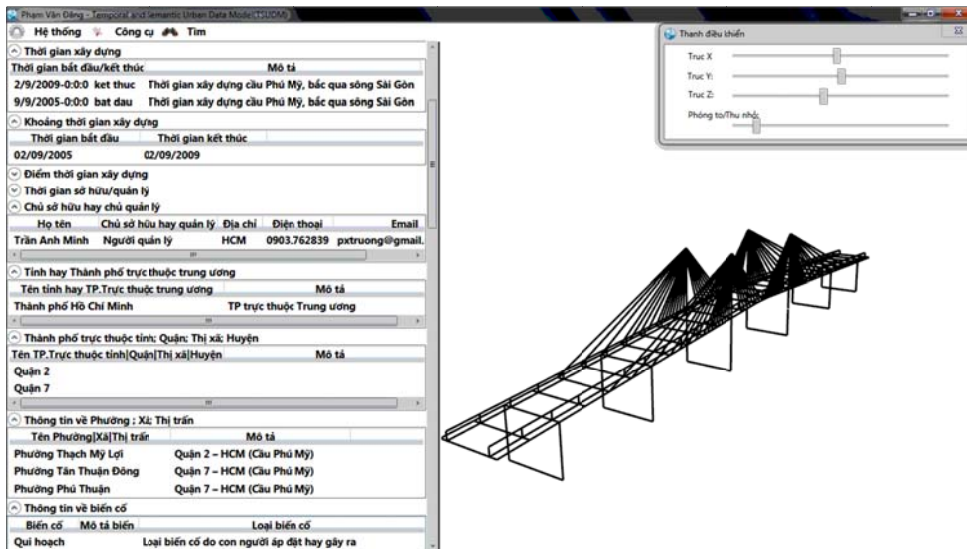 Phạm Văn Đăng - Temporal and Semantic Urban Data Model(TSUDM)
Hệ thống Công cụ Tìm
Thời gian xây dựng
Thời gian bắt đầu/kết thúc Mô tả
2/9/2009-0:0:0 ket thuc Thời gian xây dựng cầu Phú Mỹ, bắc qua sông Sài Gòn
9/9/2005-0:0:0 bat dau Thời gian xây dựng cầu Phú Mỹ, bắc qua sông Sài Gòn
Khoảng thời gian xây dựng
Thời gian bắt đầu Thời gian kết thúc
02/09/2005 02/09/2009
Điểm thời gian xây dựng
Thời gian sở hữu/quản lý
Chủ sở hữu hay chủ quản lý
Họ tên Chủ sở hữu hay quản lý Địa chỉ Điện thoại Email
Trần Anh Minh Người quản lý HCM 0903.762839 pxtruong@gmail.
Tỉnh hay Thành phố trực thuộc trung ương
Tên tỉnh hay TP.Trực thuộc trung ương Mô tả
Thành phố Hồ Chí Minh TP trực thuộc Trung ương
Thành phố trực thuộc tỉnh; Quận; Thị xã; Huyện
Tên TP.Trực thuộc tỉnh|Quận|Thị xã|Huyện Mô tả
Quận 2
Quận 7
Thông tin về Phường ; Xã; Thị trấn
Tên Phường|Xã|Thị trấn Mô tả
Phường Thạch Mỹ Lợi Quận 2 – HCM (Cầu Phú Mỹ)
Phường Tân Thuận Đông Quận 7 – HCM (Cầu Phú Mỹ)
Phường Phú Thuận Quận 7 – HCM (Cầu Phú Mỹ)
Thông tin về biến cố
Biến cố Mô tả biến Loại biến cố
Qui hoạch Loại biến cố do con người áp đặt hay gây ra
Thanh điều khiển
Truc X
Truc Y:
Truc Z:
Phóng to/Thu nhỏ: